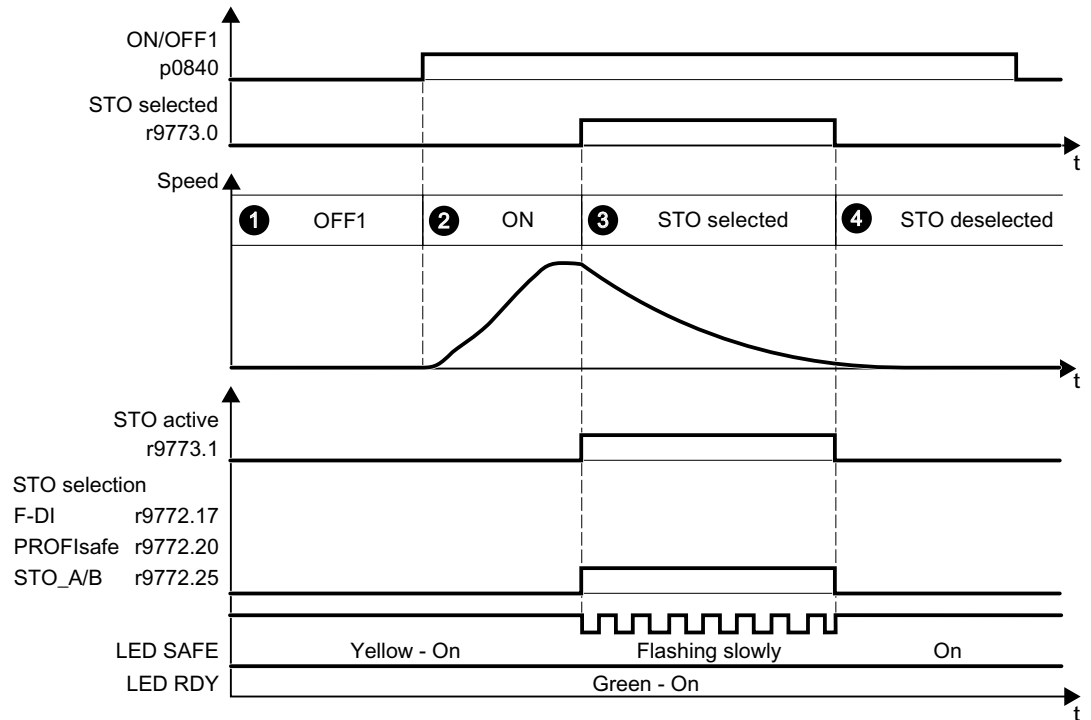 ON/OFF1
p0840
STO selected
r9773.0
t
Speed
1 OFF1 2 ON 3 STO selected 4 STO deselected
t
STO active
r9773.1
STO selection
F-DI r9772.17
PROFIsafe r9772.20
STO_A/B r9772.25
LED SAFE Yellow - On Flashing slowly On
LED RDY Green - On
t